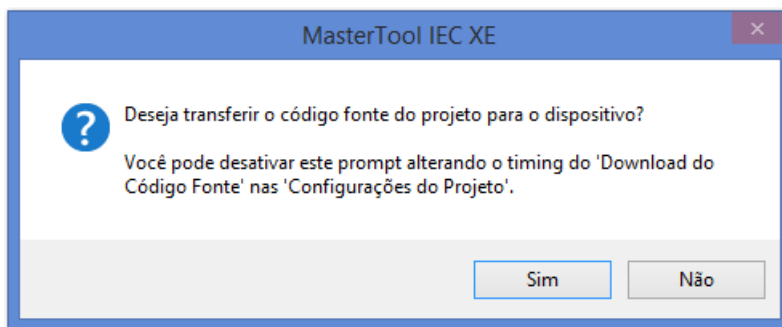 MasterTool IEC XE
Deseja transferir o código fonte do projeto para o dispositivo?
Você pode desativar este prompt alterando o timing do 'Download do
Código Fonte' nas 'Configurações do Projeto'.
Sim
Não